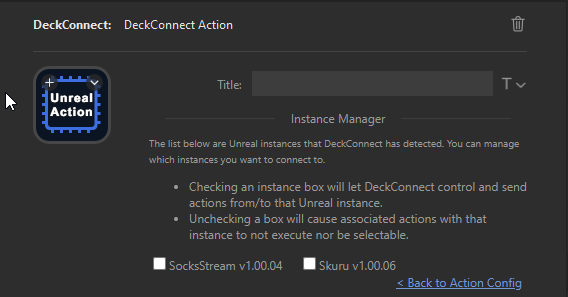 DeckConnect: DeckConnect Action
Unreal
Action
Title:
T
Instance Manager
The list below are Unreal instances that DeckConnect has detected. You can manage
which instances you want to connect to.
▪ Checking an instance box will let DeckConnect control and send
actions from/to that Unreal instance.
▪ Unchecking a box will cause associated actions with that
instance to not execute nor be selectable.
SocksStream v1.00.04 Skuru v1.00.06
< Back to Action Config